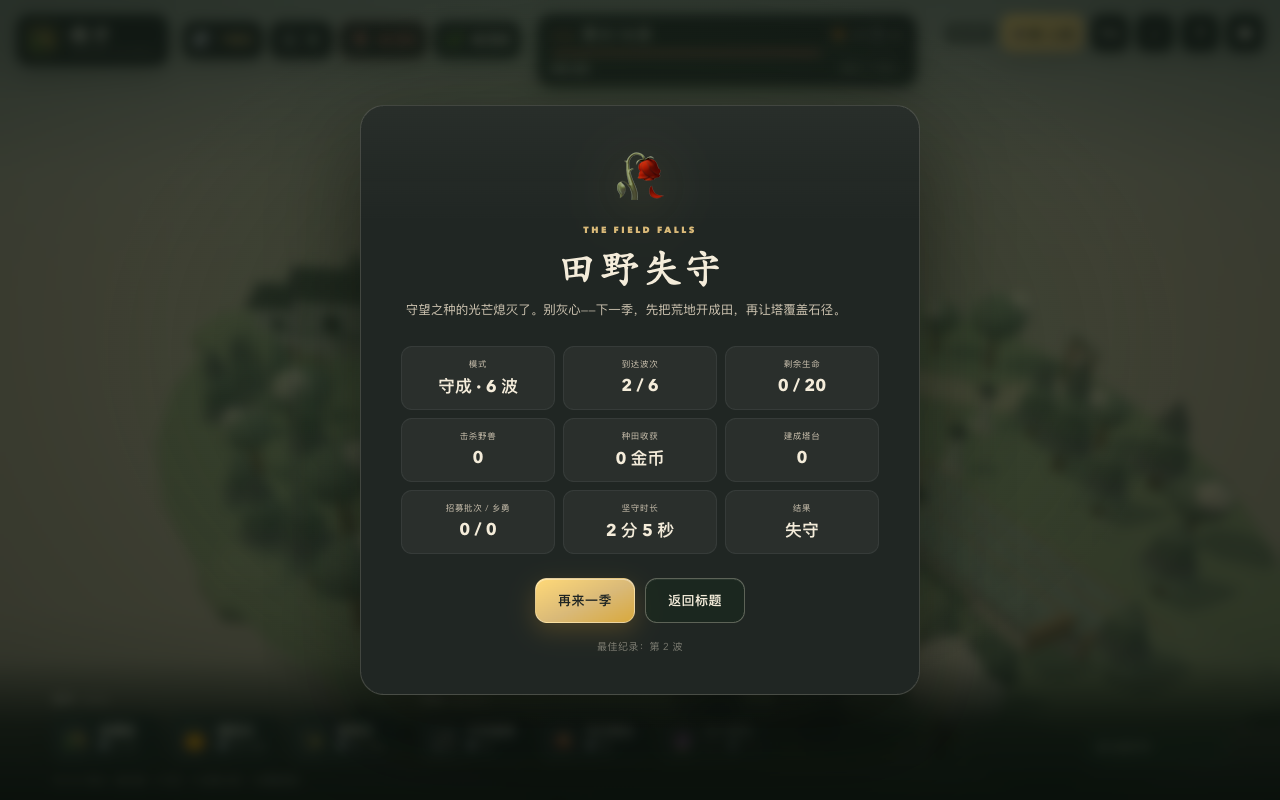 THE FIELD FALLS
田野失守
守望之种的光芒熄灭了。别灰心——下一季，先把荒地开成田，再让塔覆盖石径。
模式
守成 · 6 波
到达波次
2 / 6
剩余生命
0 / 20
击杀野兽
0
种田收获
0 金币
建成塔台
0
招募批次 / 乡勇
0 / 0
坚守时长
2 分 5 秒
结果
失守
再来一季
返回标题
最佳纪录：第 2 波